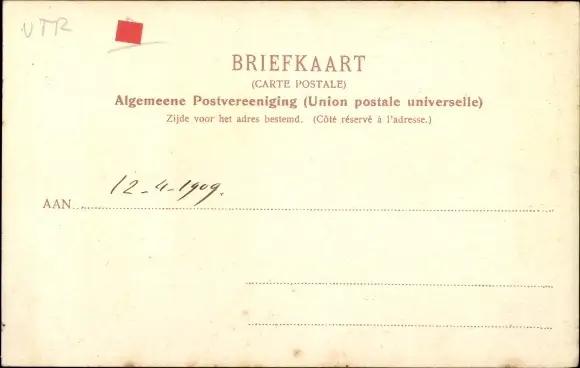 UTR
BRIEFKAART
(CARTE POSTALE)
Algemeene Postvereeniging (Union postale universelle)
Zijde voor het adres bestemd. (Côté réservé à l'adresse.)
12-4-1909.
AAN